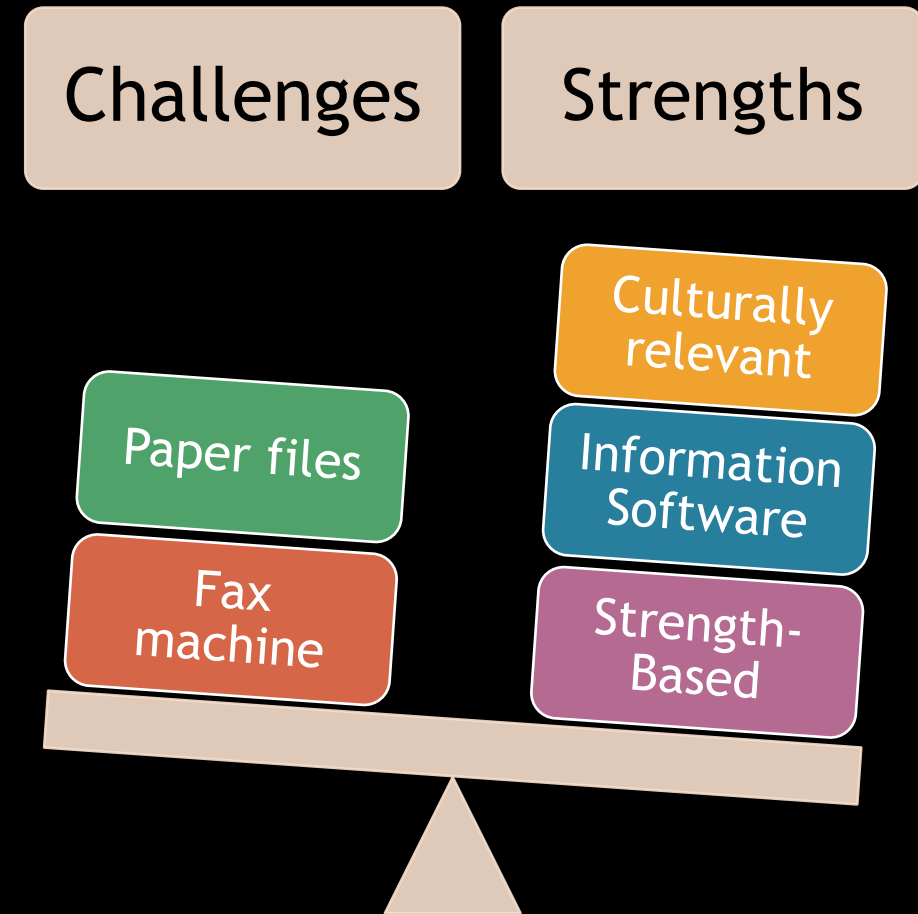 Challenges
Strengths
Paper files
Fax
machine
Culturally
relevant
Information
Software
Strength-
Based